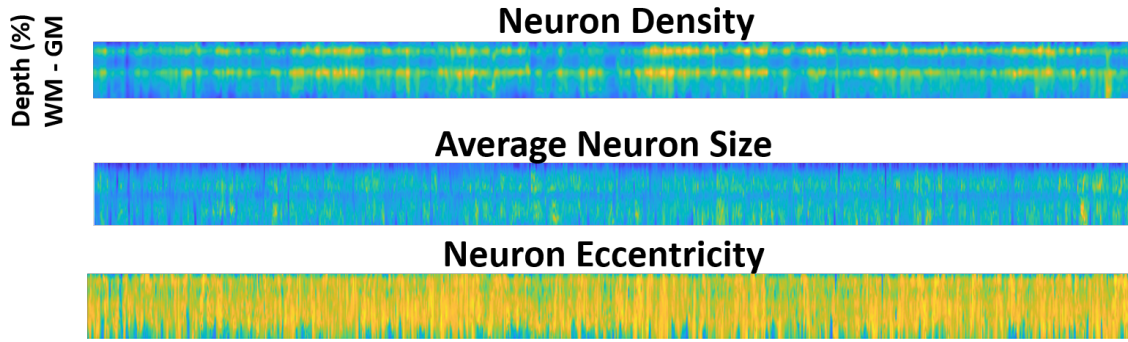 Neuron Density
Depth (%)
WM - GM
Average Neuron Size
Neuron Eccentricity